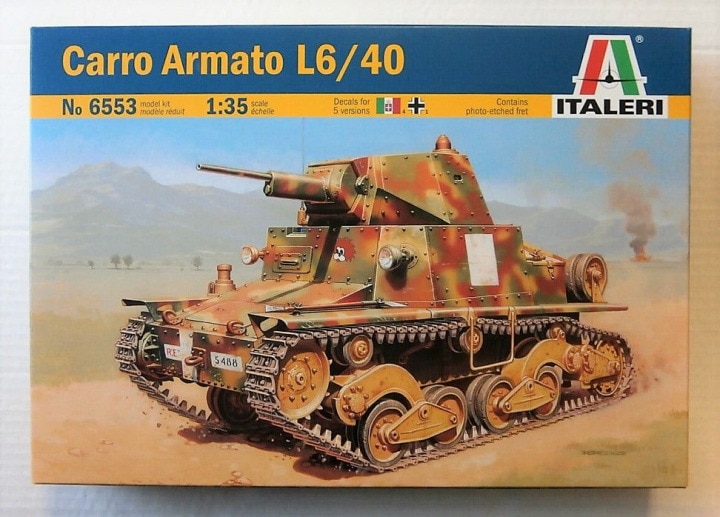 Carro Armato L6/40
®
ITALERI
No 6553 model kit
modèle réduit
1:35 scale
échelle
Decals for
5 versions
Contains
photo-etched fret
5488